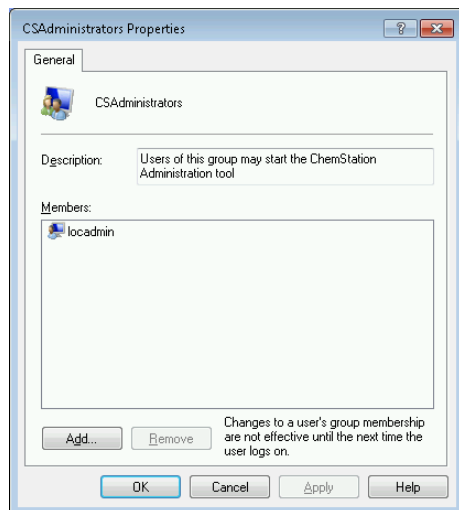 CSAdministrators Properties
General
CSAdministrators
Description:
Users of this group may start the ChemStation
Administration tool
Members:
locadmin
Add...
Remove
Changes to a user's group membership
are not effective until the next time the
user logs on.
OK
Cancel
Apply
Help